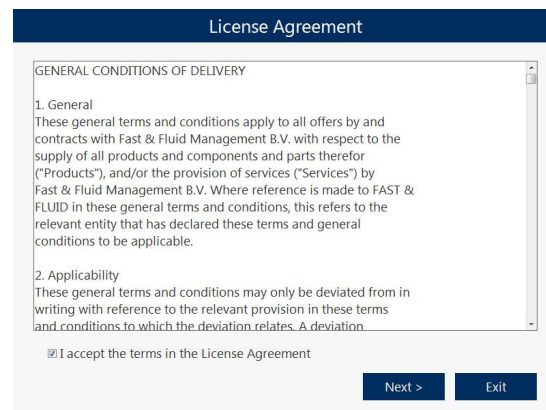 License Agreement
GENERAL CONDITIONS OF DELIVERY
1. General
These general terms and conditions apply to all offers by and
contracts with Fast & Fluid Management B.V. with respect to the
supply of all products and components and parts therefor
("Products"), and/or the provision of services ("Services") by
Fast & Fluid Management B.V. Where reference is made to FAST &
FLUID in these general terms and conditions, this refers to the
relevant entity that has declared these terms and general
conditions to be applicable.
2. Applicability
These general terms and conditions may only be deviated from in
writing with reference to the relevant provision in these terms
and conditions to which the deviation relates. A deviation
I accept the terms in the License Agreement
Next > Exit